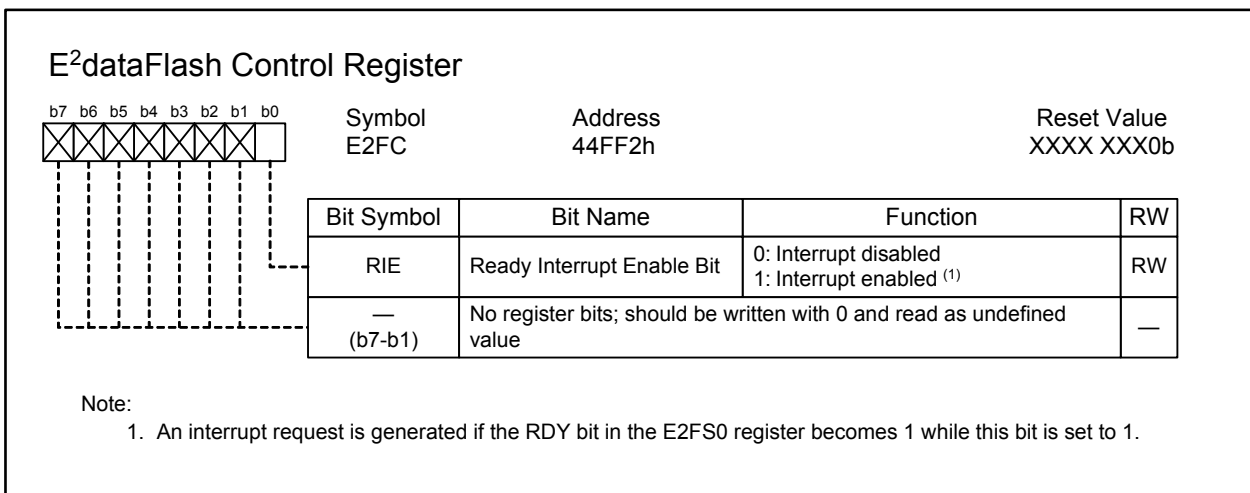 E²dataFlash Control Register
b7 b6 b5 b4 b3 b2 b1 b0
Symbol Address Reset Value
E2FC 44FF2h XXXX XXX0b
Bit Symbol Bit Name Function RW
RIE Ready Interrupt Enable Bit 0: Interrupt disabled RW
1: Interrupt enabled (1)
— No register bits; should be written with 0 and read as undefined —
(b7-b1) value
Note:
1. An interrupt request is generated if the RDY bit in the E2FS0 register becomes 1 while this bit is set to 1.